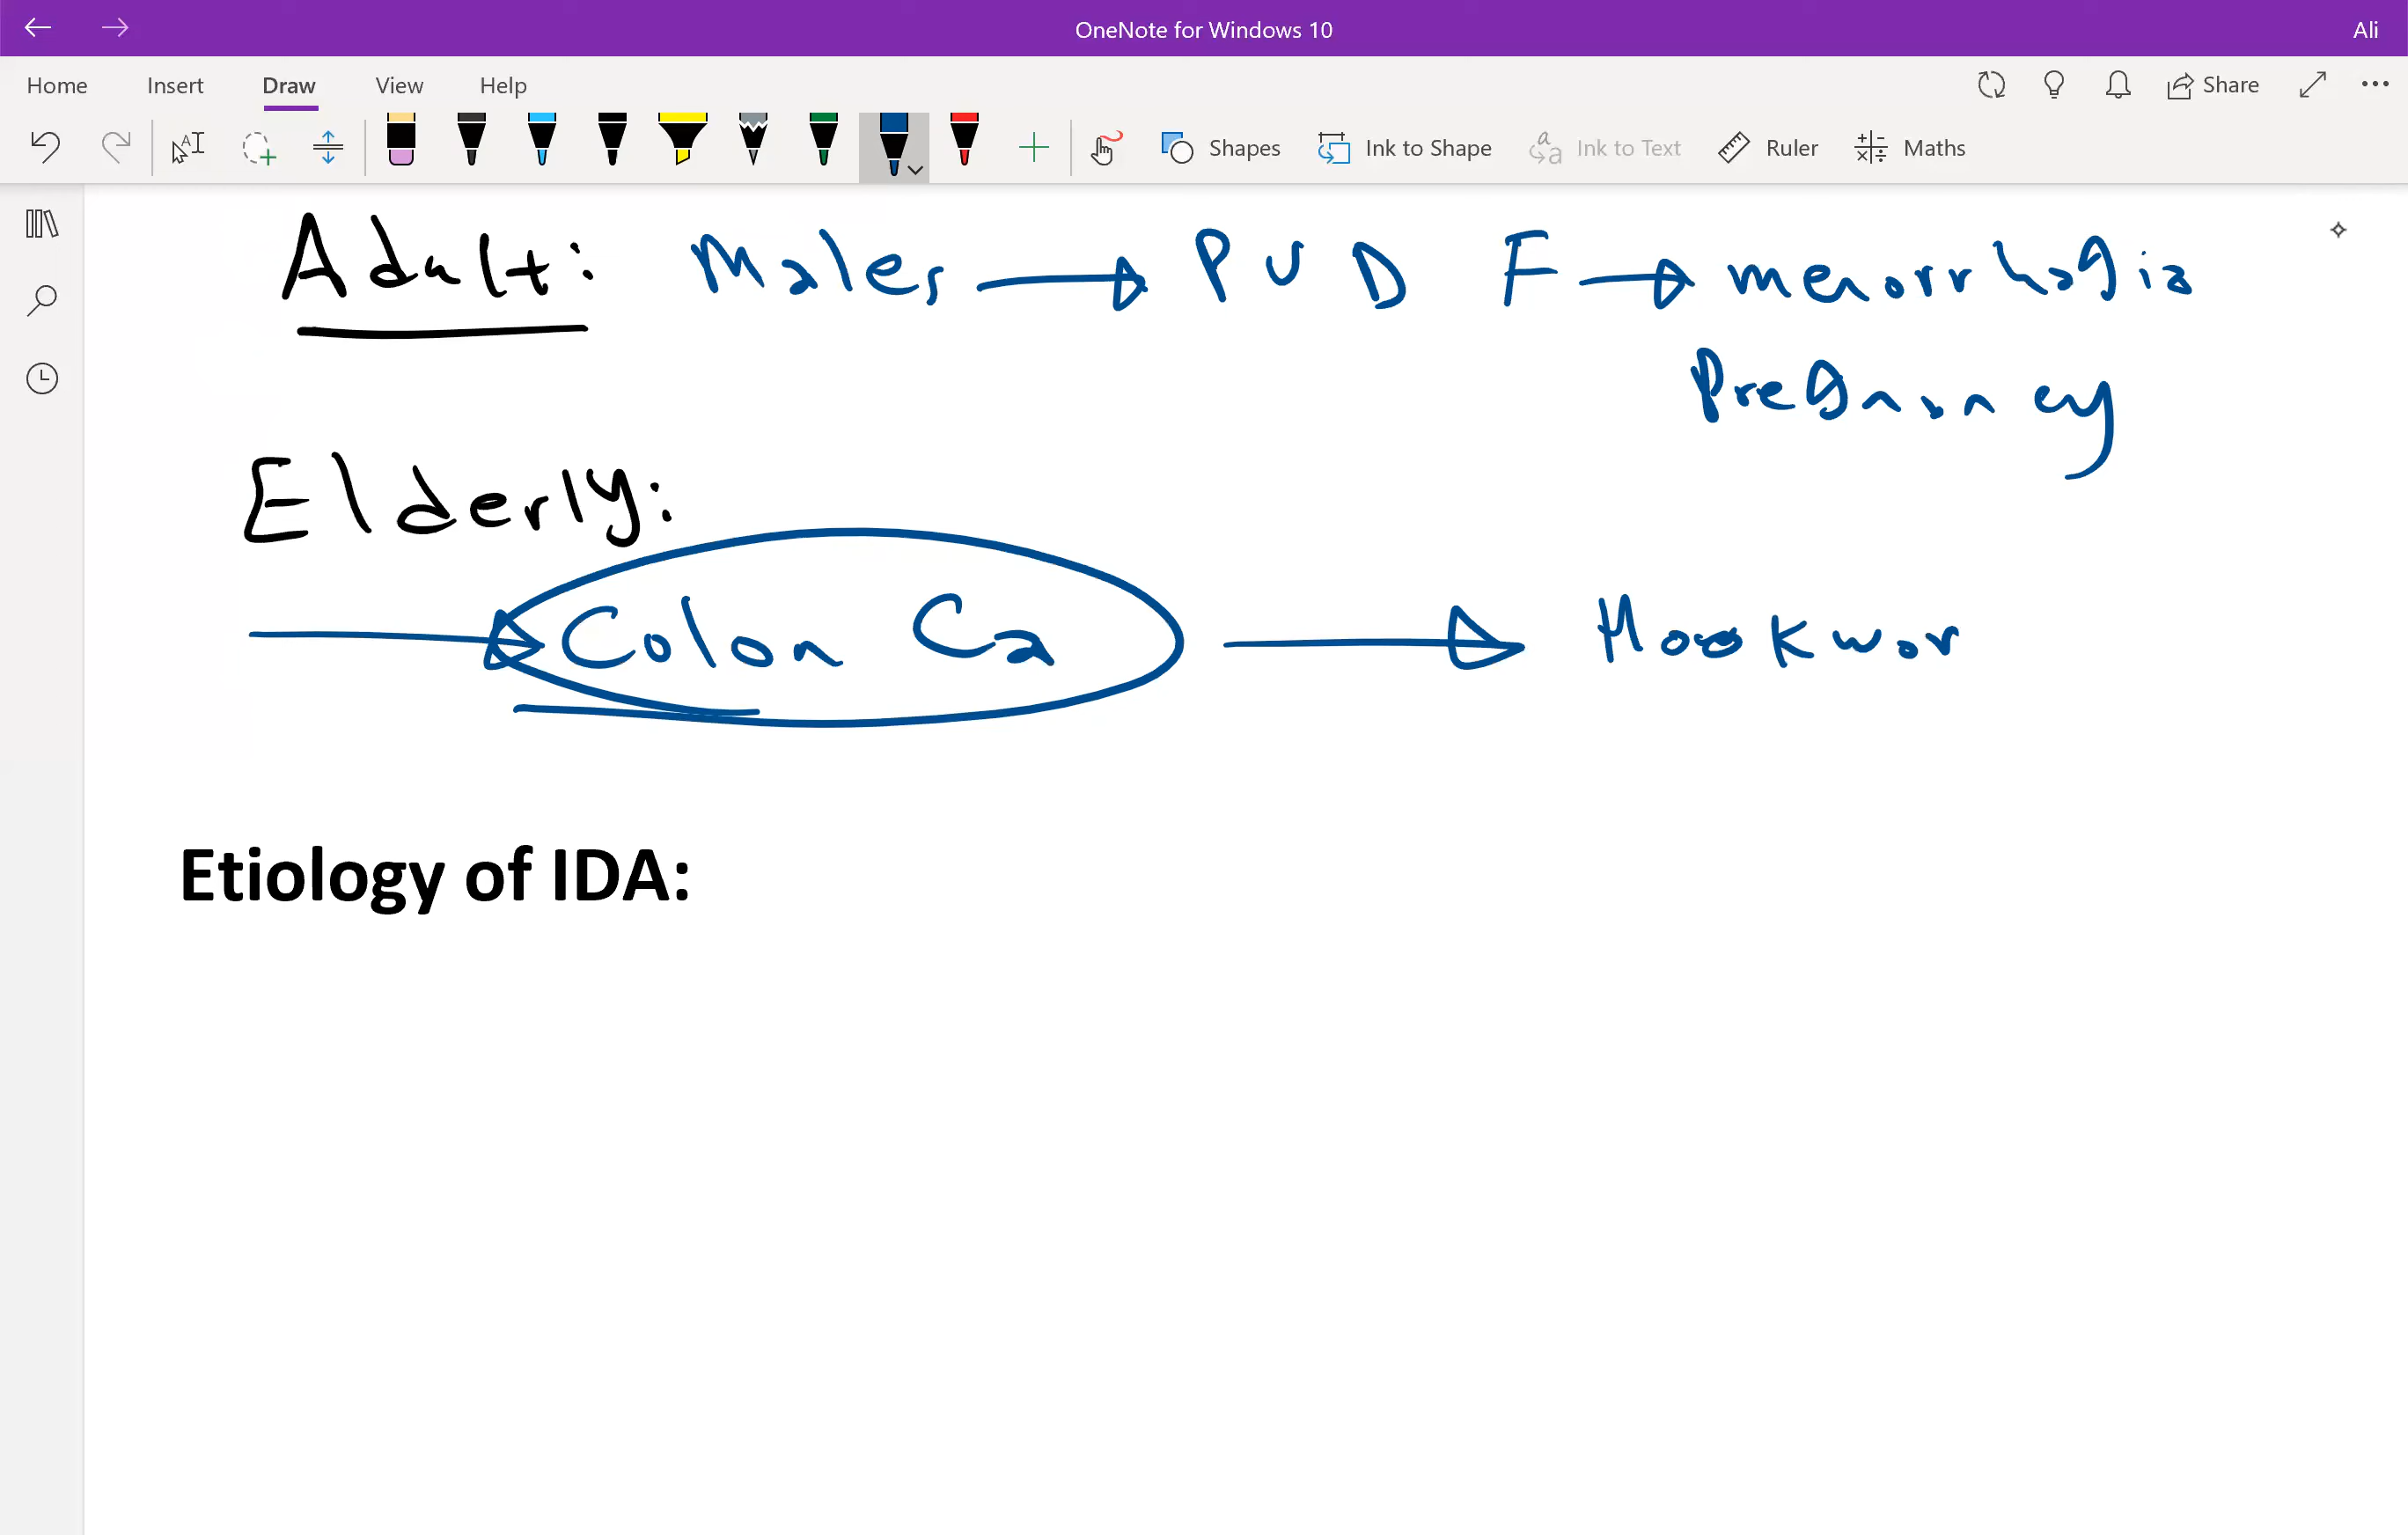 OneNote for Windows 10 Ali
Home Insert Draw View Help Share
Shapes Ink to Shape Ink to Text Ruler Maths
Adult: Males → PUD F → menorrhagia
Pregnancy
Elderly:
→ Colon Ca → Hookwor
Etiology of IDA: